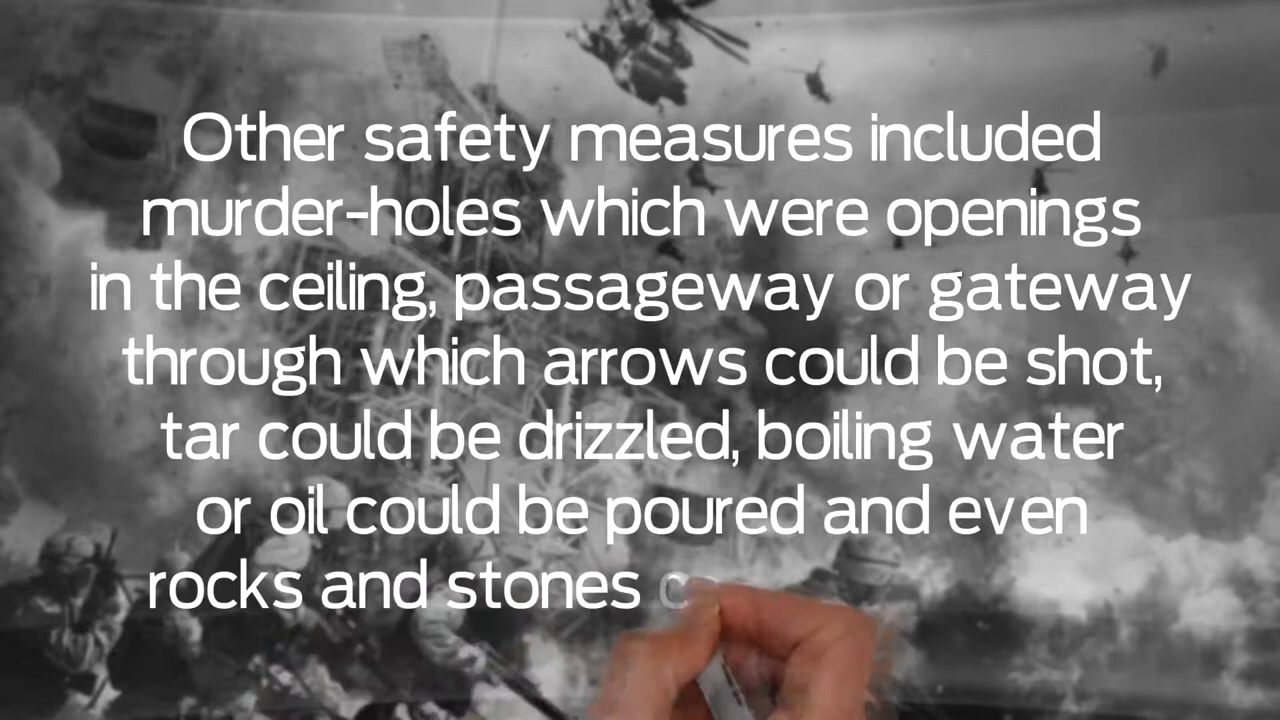 Other safety measures included
murder-holes which were openings
in the ceiling, passageway or gateway
through which arrows could be shot,
tar could be drizzled, boiling water
or oil could be poured and even
rocks and stones